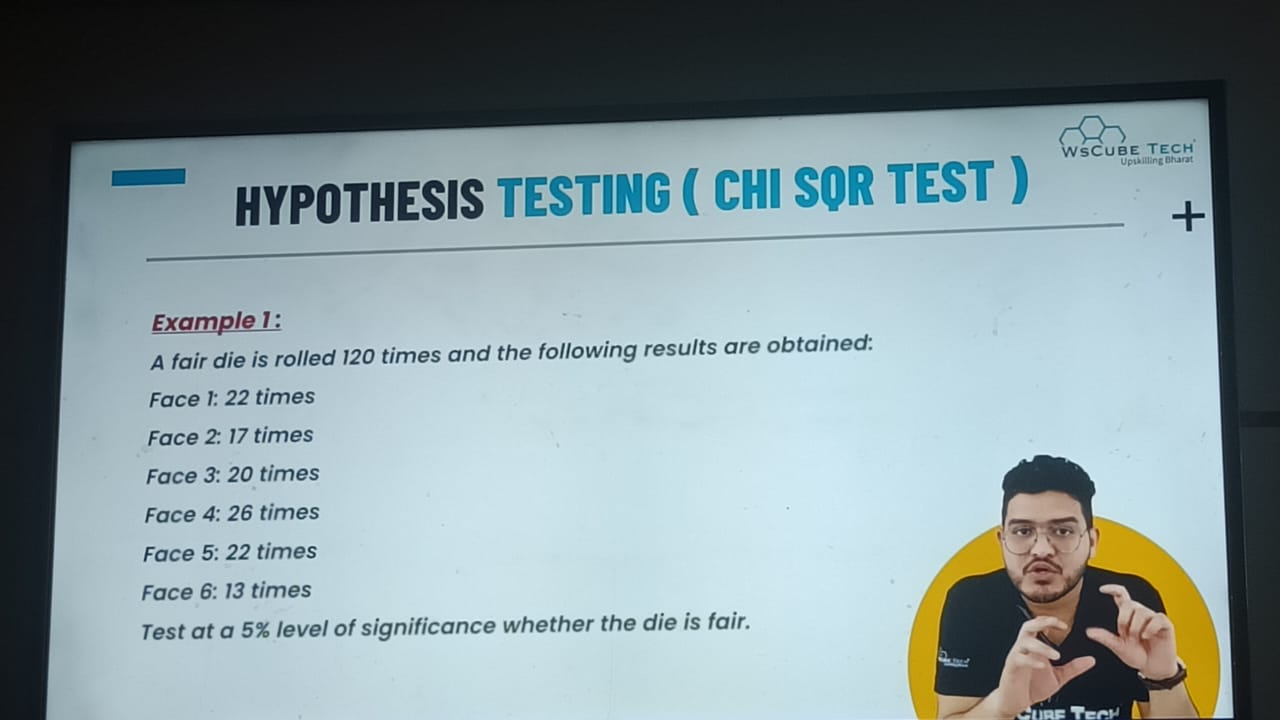 WSCUBE TECH
Upskilling Bharat
HYPOTHESIS TESTING ( CHI SQR TEST )
+
Example 1:
A fair die is rolled 120 times and the following results are obtained:
Face 1: 22 times
Face 2: 17 times
Face 3: 20 times
Face 4: 26 times
Face 5: 22 times
Face 6: 13 times
Test at a 5% level of significance whether the die is fair.
CUBE TECH